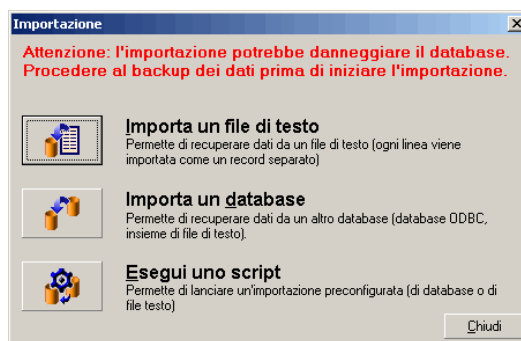 Importazione
Attenzione: l'importazione potrebbe danneggiare il database.
Procedere al backup dei dati prima di iniziare l'importazione.
Importa un file di testo
Permette di recuperare dati da un file di testo (ogni linea viene
importata come un record separato)
Importa un database
Permette di recuperare dati da un altro database (database ODBC,
insieme di file di testo).
Esegui uno script
Permette di lanciare un'importazione preconfigurata (di database o di
file testo)
Chiudi